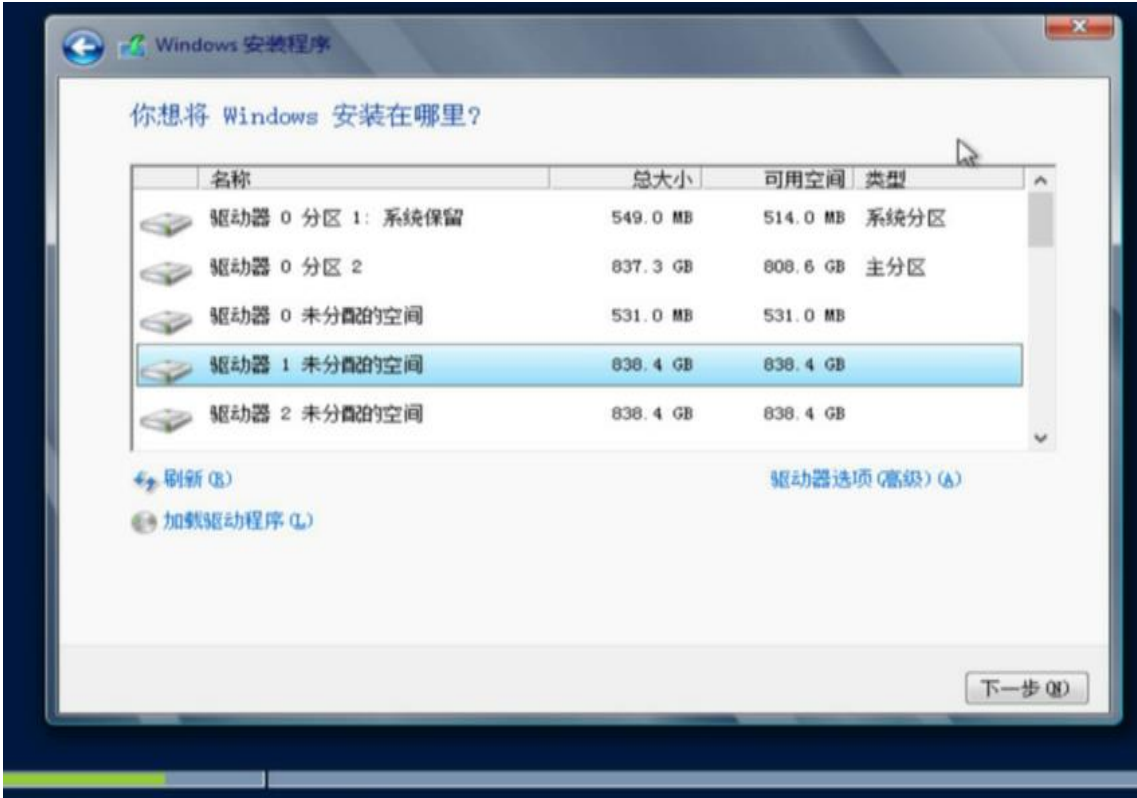 Windows 安装程序
你想将 Windows 安装在哪里?
名称 总大小 可用空间 类型
驱动器 0 分区 1: 系统保留 549.0 MB 514.0 MB 系统分区
驱动器 0 分区 2 837.3 GB 808.6 GB 主分区
驱动器 0 未分配的空间 531.0 MB 531.0 MB
驱动器 1 未分配的空间 838.4 GB 838.4 GB
驱动器 2 未分配的空间 838.4 GB 838.4 GB
刷新(R) 驱动器选项(高级)(A)
加载驱动程序(L)
下一步(N)